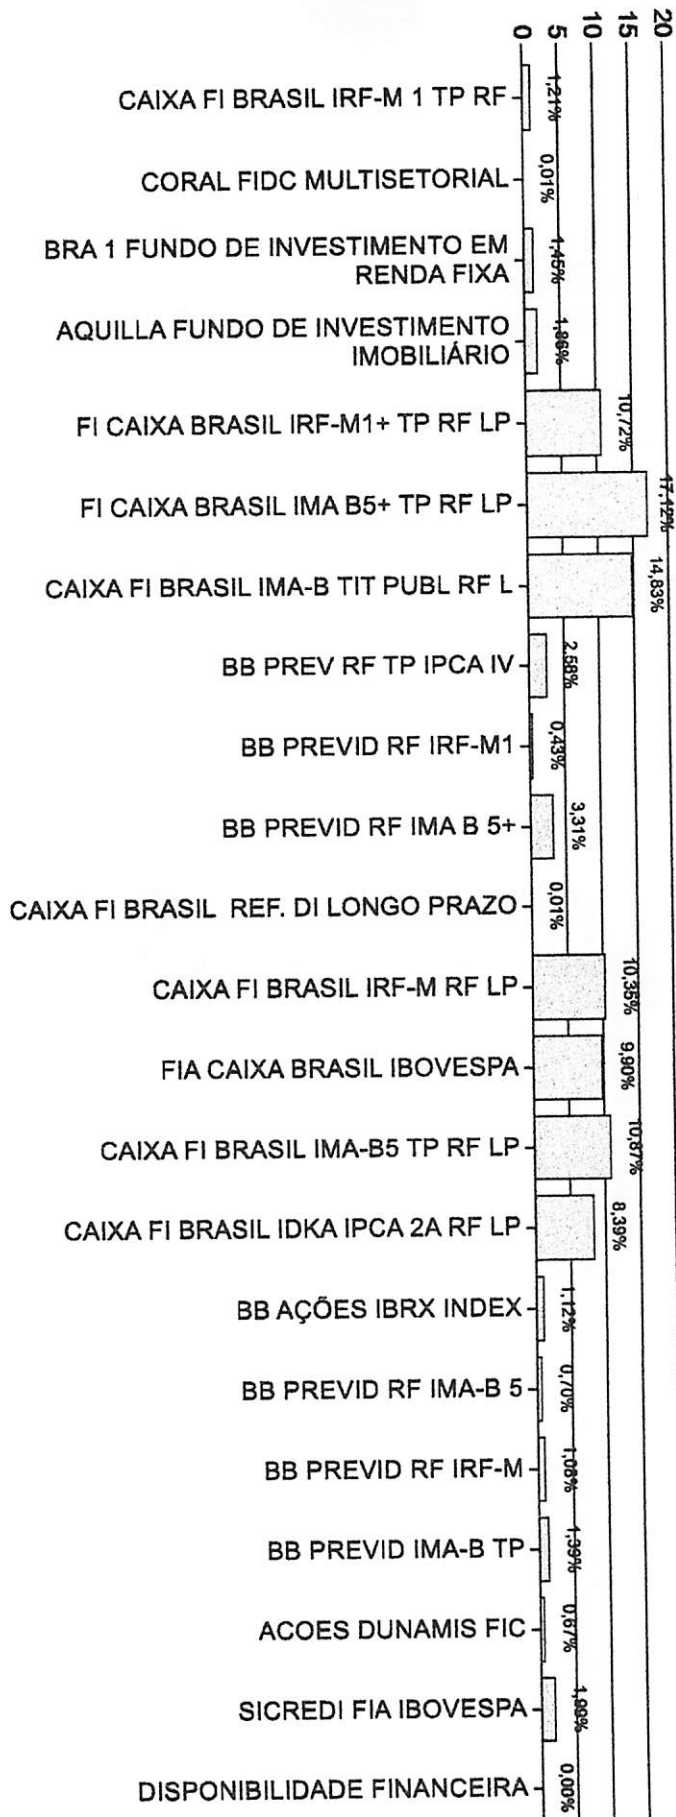 20
15
10
5
0
CAIXA FI BRASIL IRF-M 1 TP RF
1,21%
CORAL FIDC MULTISETORIAL
0,01%
BRA 1 FUNDO DE INVESTIMENTO EM
RENDA FIXA
1,45%
AQUILLA FUNDO DE INVESTIMENTO
IMOBILIÁRIO
1,86%
FI CAIXA BRASIL IRF-M1+ TP RF LP
10,72%
FI CAIXA BRASIL IMA B5+ TP RF LP
17,12%
CAIXA FI BRASIL IMA-B TIT PUBL RF L
14,83%
BB PREV RF TP IPCA IV
2,58%
BB PREVID RF IRF-M1
0,43%
BB PREVID RF IMA B 5+
3,31%
CAIXA FI BRASIL REF. DI LONGO PRAZO
0,01%
CAIXA FI BRASIL IRF-M RF LP
10,35%
FIA CAIXA BRASIL IBOVESPA
9,90%
CAIXA FI BRASIL IMA-B5 TP RF LP
10,87%
CAIXA FI BRASIL IDKA IPCA 2A RF LP
8,39%
BB AÇÕES IBRX INDEX
1,12%
BB PREVID RF IMA-B 5
0,70%
BB PREVID RF IRF-M
1,08%
BB PREVID IMA-B TP
1,39%
ACOES DUNAMIS FIC
0,67%
SICREDI FIA IBOVESPA
1,99%
DISPONIBILIDADE FINANCEIRA
0,00%